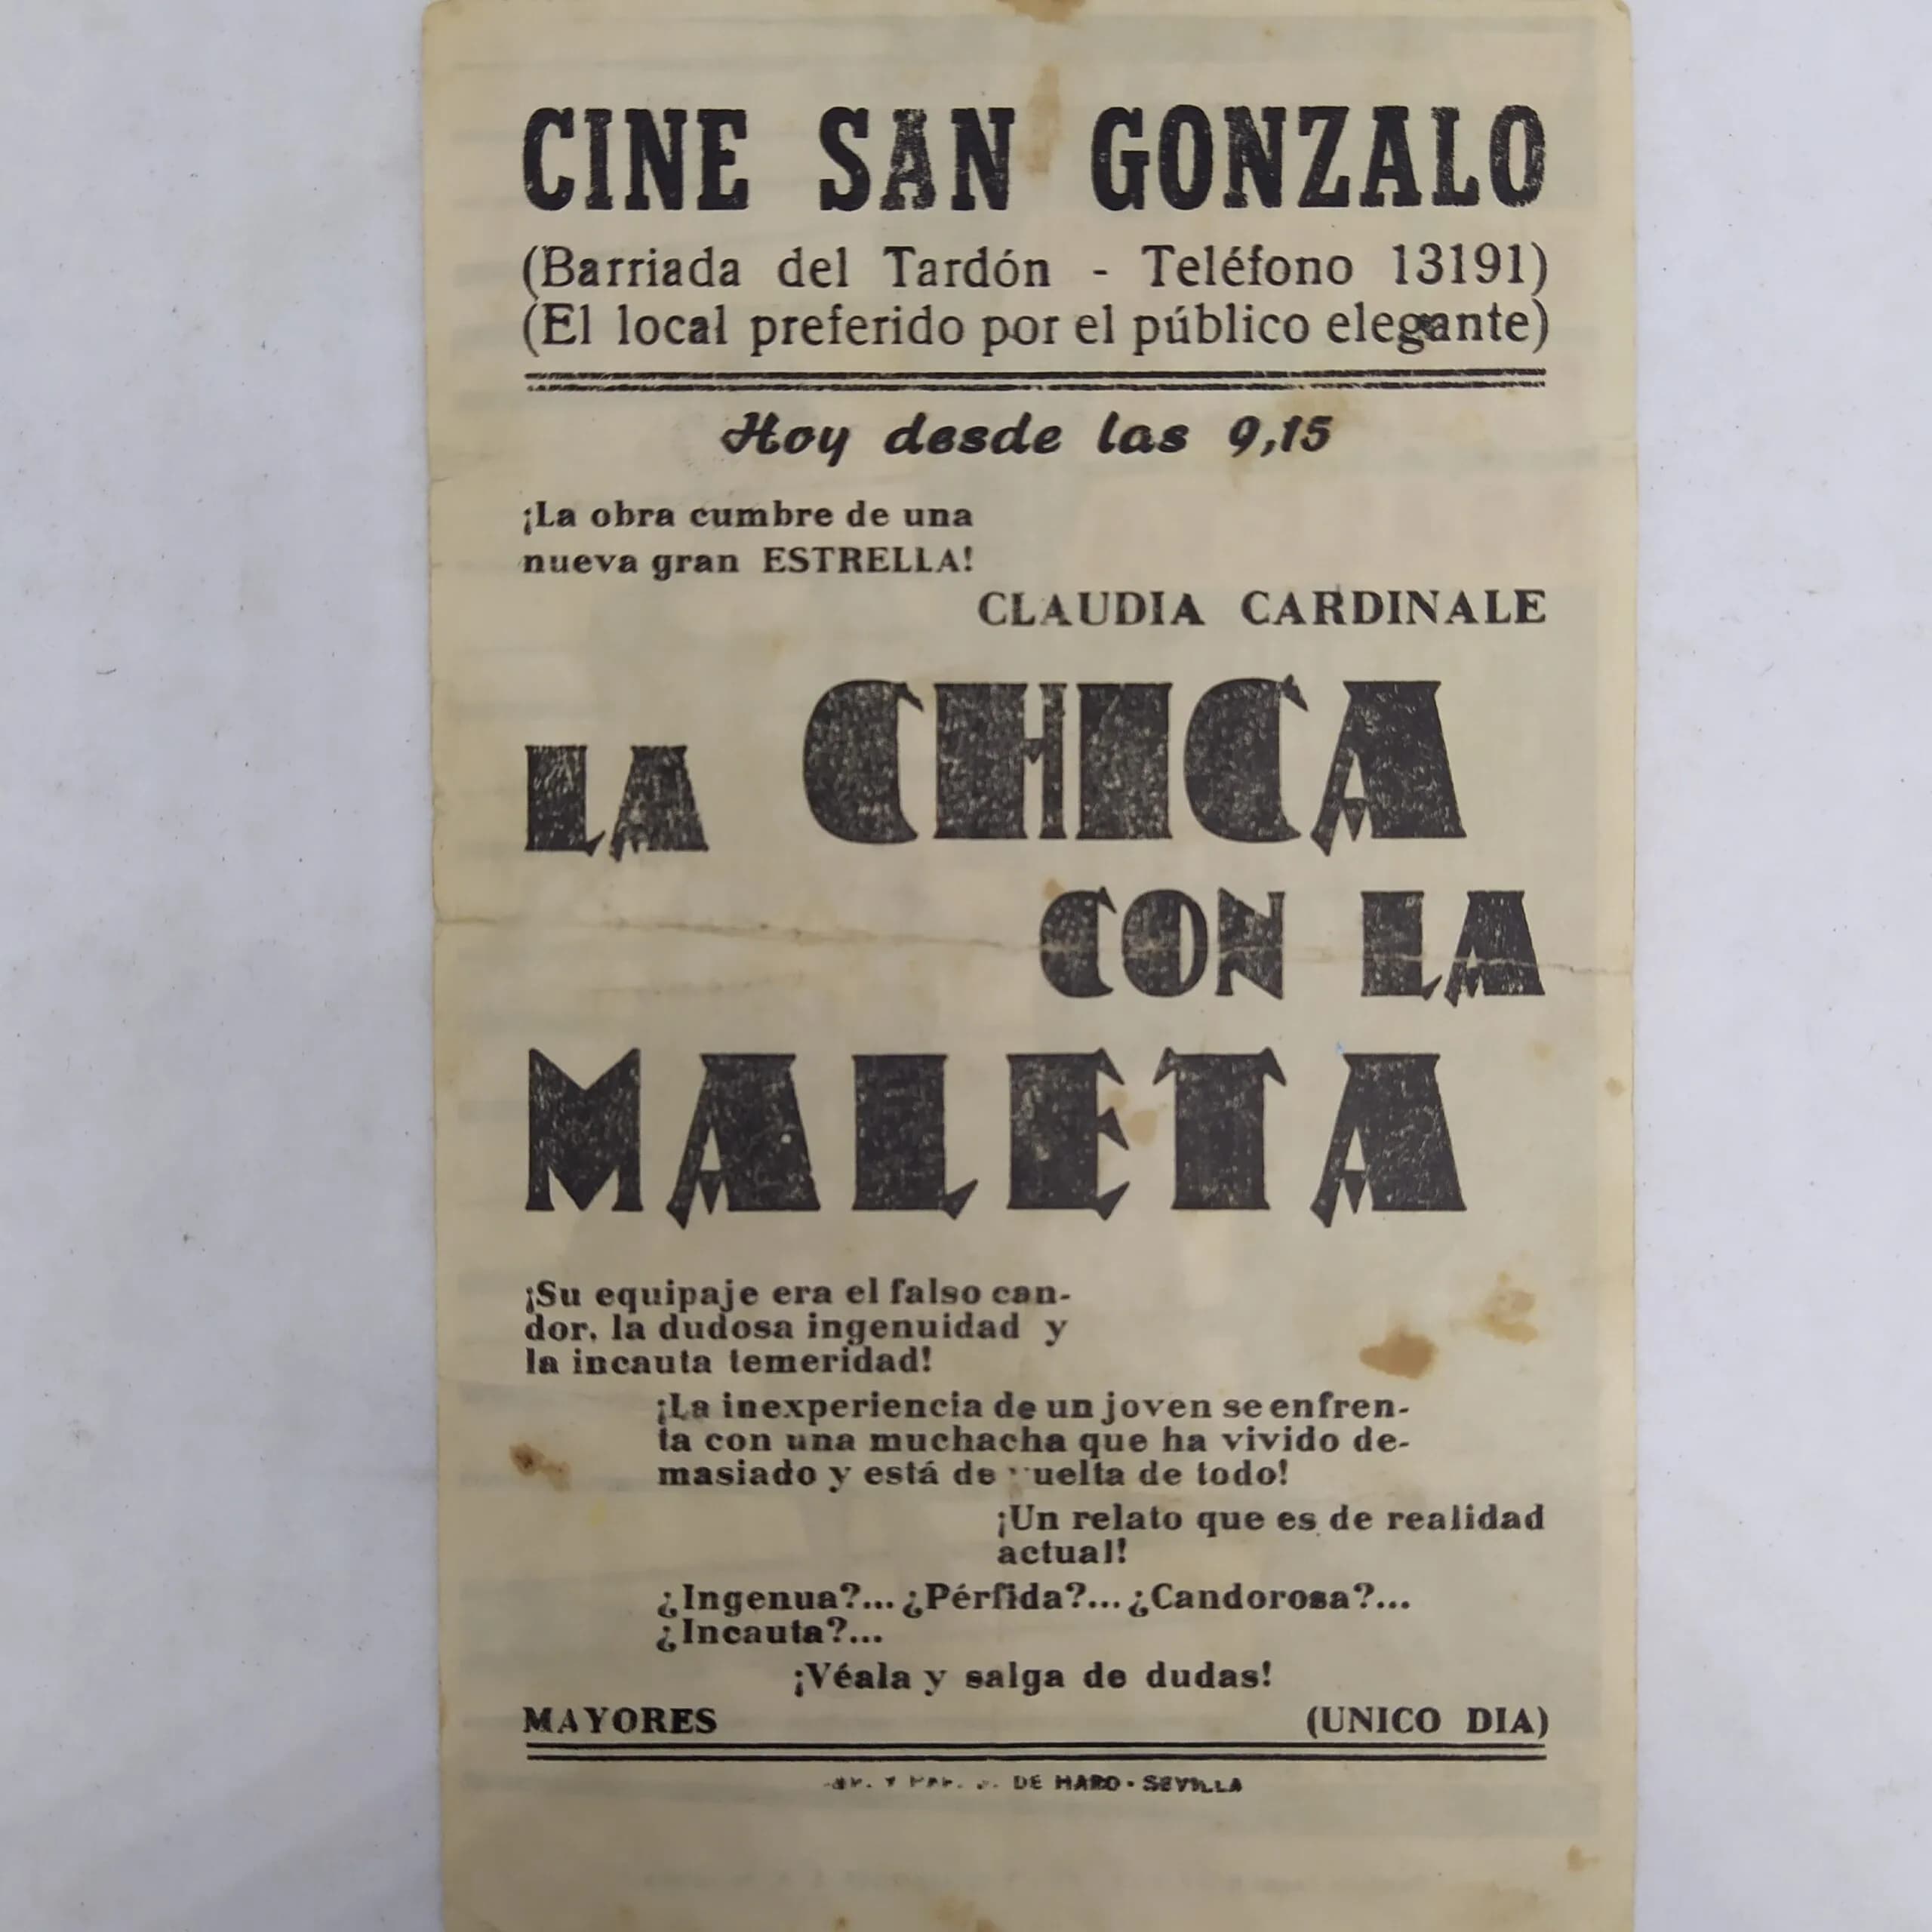 CINE SAN GONZALO
(Barriada del Tardón - Teléfono 13191)
(El local preferido por el público elegante)
Hoy desde las 9,15
¡La obra cumbre de una
nueva gran ESTRELLA!
CLAUDIA CARDINALE
LA CHICA
CON LA
MALETA
¡Su equipaje era el falso can-
dor, la dudosa ingenuidad y
la incauta temeridad!
¡La inexperiencia de un joven se enfren-
ta con una muchacha que ha vivido de-
masiado y está de vuelta de todo!
¡Un relato que es de realidad
actual!
¿Ingenua?... ¿Pérfida?... ¿Candorosa?...
¿Incauta?...
¡Véala y salga de dudas!
MAYORES (UNICO DIA)
DE HARO - SEVILLA